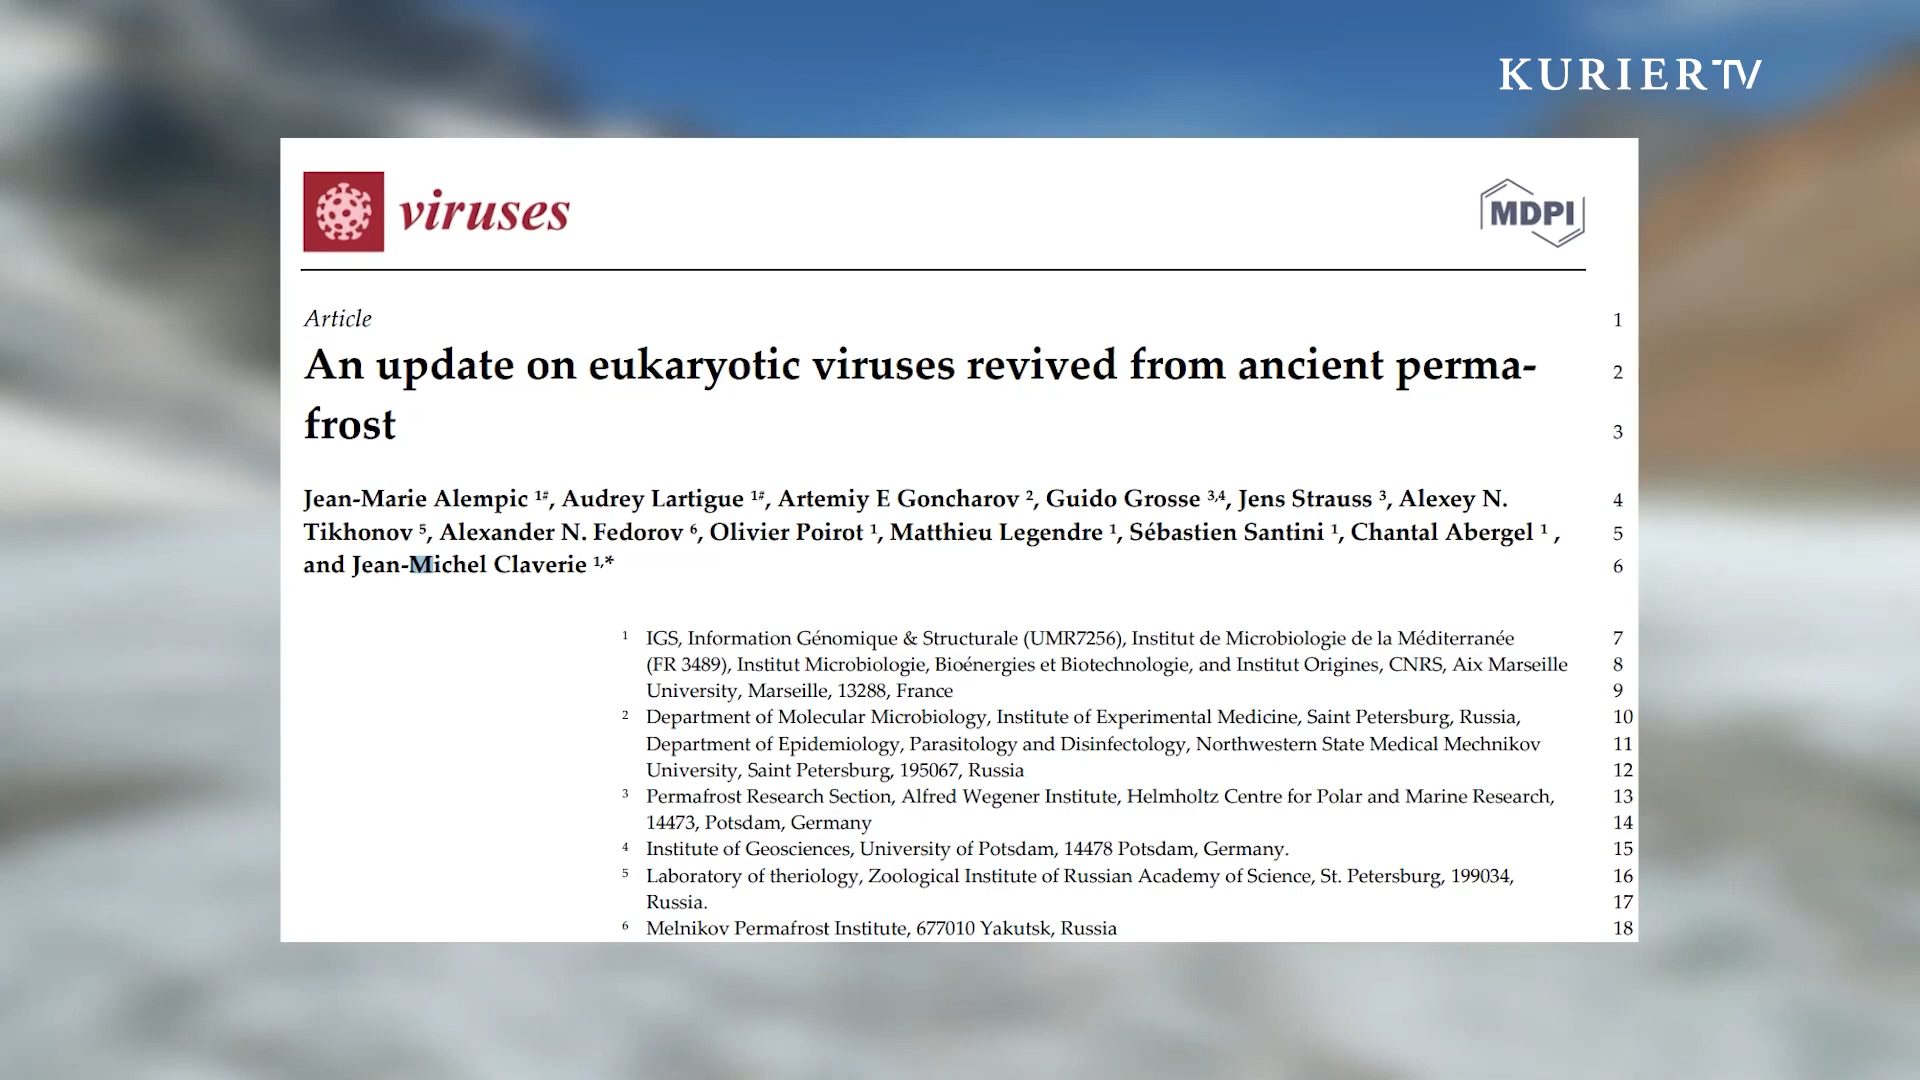 KURIER TV
viruses
MDPI
Article 1
An update on eukaryotic viruses revived from ancient perma- 2
frost 3
Jean-Marie Alempic 1#, Audrey Lartigue 1#, Artemiy E Goncharov 2, Guido Grosse 3,4, Jens Strauss 3, Alexey N. 4
Tikhonov 5, Alexander N. Fedorov 6, Olivier Poirot 1, Matthieu Legendre 1, Sébastien Santini 1, Chantal Abergel 1 , 5
and Jean-Michel Claverie 1,* 6
1 IGS, Information Génomique & Structurale (UMR7256), Institut de Microbiologie de la Méditerranée 7
(FR 3489), Institut Microbiologie, Bioénergies et Biotechnologie, and Institut Origines, CNRS, Aix Marseille 8
University, Marseille, 13288, France 9
2 Department of Molecular Microbiology, Institute of Experimental Medicine, Saint Petersburg, Russia, 10
Department of Epidemiology, Parasitology and Disinfectology, Northwestern State Medical Mechnikov 11
University, Saint Petersburg, 195067, Russia 12
3 Permafrost Research Section, Alfred Wegener Institute, Helmholtz Centre for Polar and Marine Research, 13
14473, Potsdam, Germany 14
4 Institute of Geosciences, University of Potsdam, 14478 Potsdam, Germany. 15
5 Laboratory of theriology, Zoological Institute of Russian Academy of Science, St. Petersburg, 199034, 16
Russia. 17
6 Melnikov Permafrost Institute, 677010 Yakutsk, Russia 18